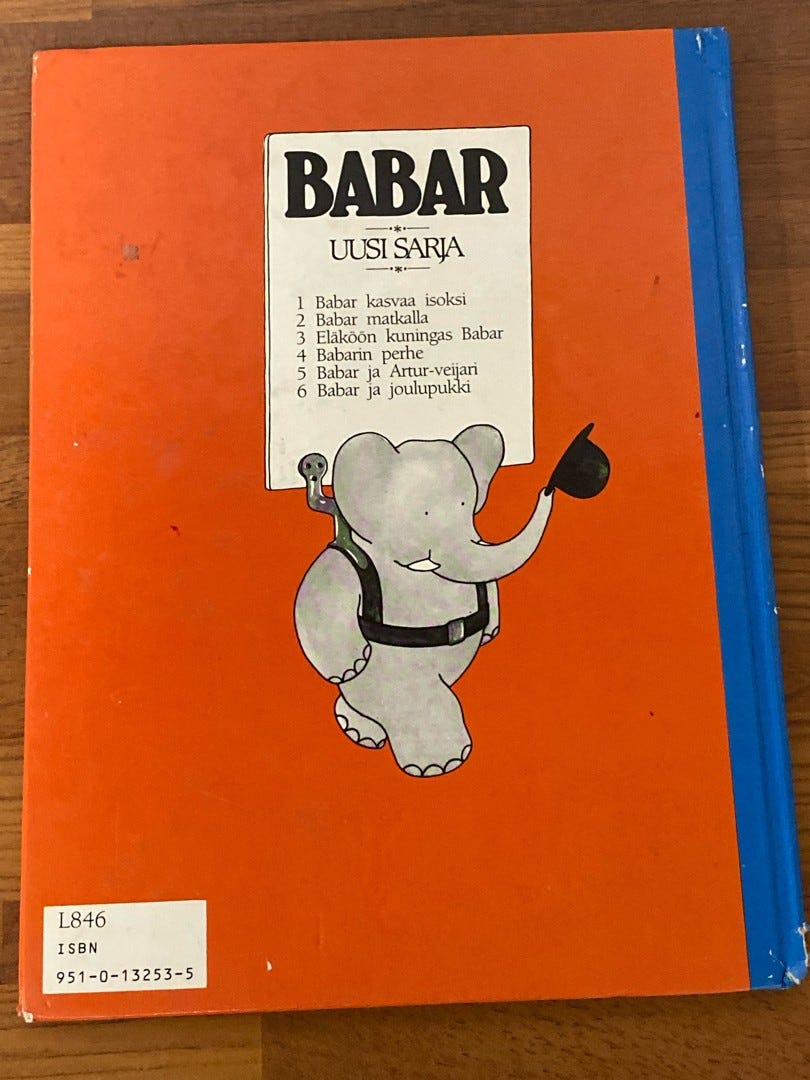 BABAR
UUSI SARJA
1 Babar kasvaa isoksi
2 Babar matkalla
3 Eläköön kuningas Babar
4 Babarin perhe
5 Babar ja Artur-veijari
6 Babar ja joulupukki
L846
ISBN
951-0-13253-5